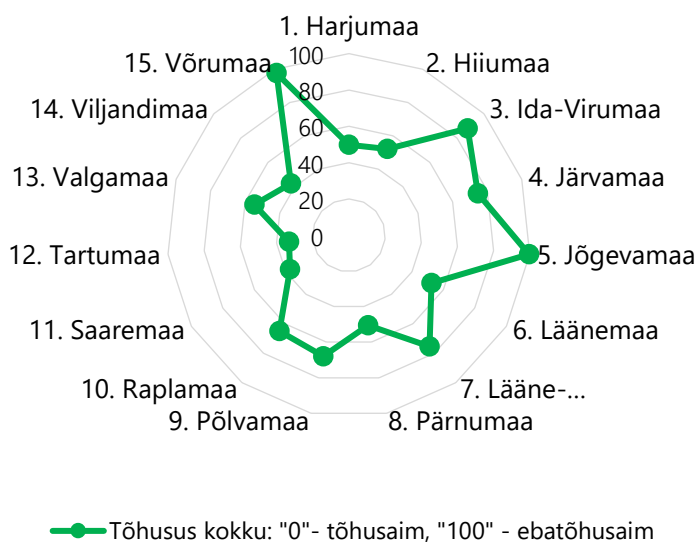 1. Harjumaa
2. Hiiumaa
3. Ida-Virumaa
4. Järvamaa
5. Jõgevamaa
6. Läänemaa
7. Lääne-...
8. Pärnumaa
9. Põlvamaa
10. Raplamaa
11. Saaremaa
12. Tartumaa
13. Valgamaa
14. Viljandimaa
15. Võrumaa
100
80
60
40
20
0
Tõhusus kokku: "0"- tõhusaim, "100" - ebatõhusaim